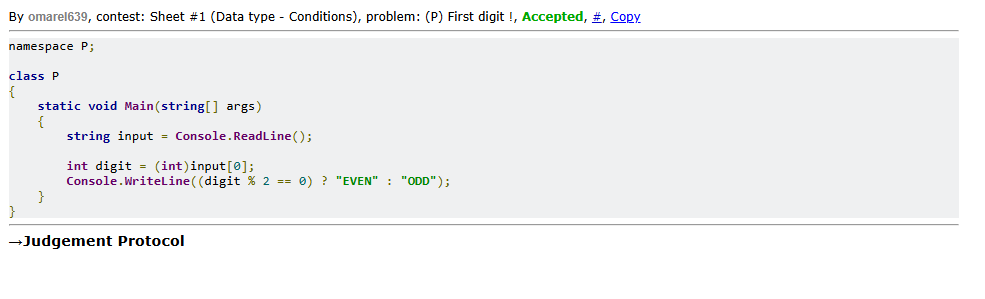 By omarel639, contest: Sheet #1 (Data type - Conditions), problem: (P) First digit !, Accepted, #, Copy
namespace P;
class P
{
    static void Main(string[] args)
    {
        string input = Console.ReadLine();
        int digit = (int)input[0];
        Console.WriteLine((digit % 2 == 0) ? "EVEN" : "ODD");
    }
}
→Judgement Protocol